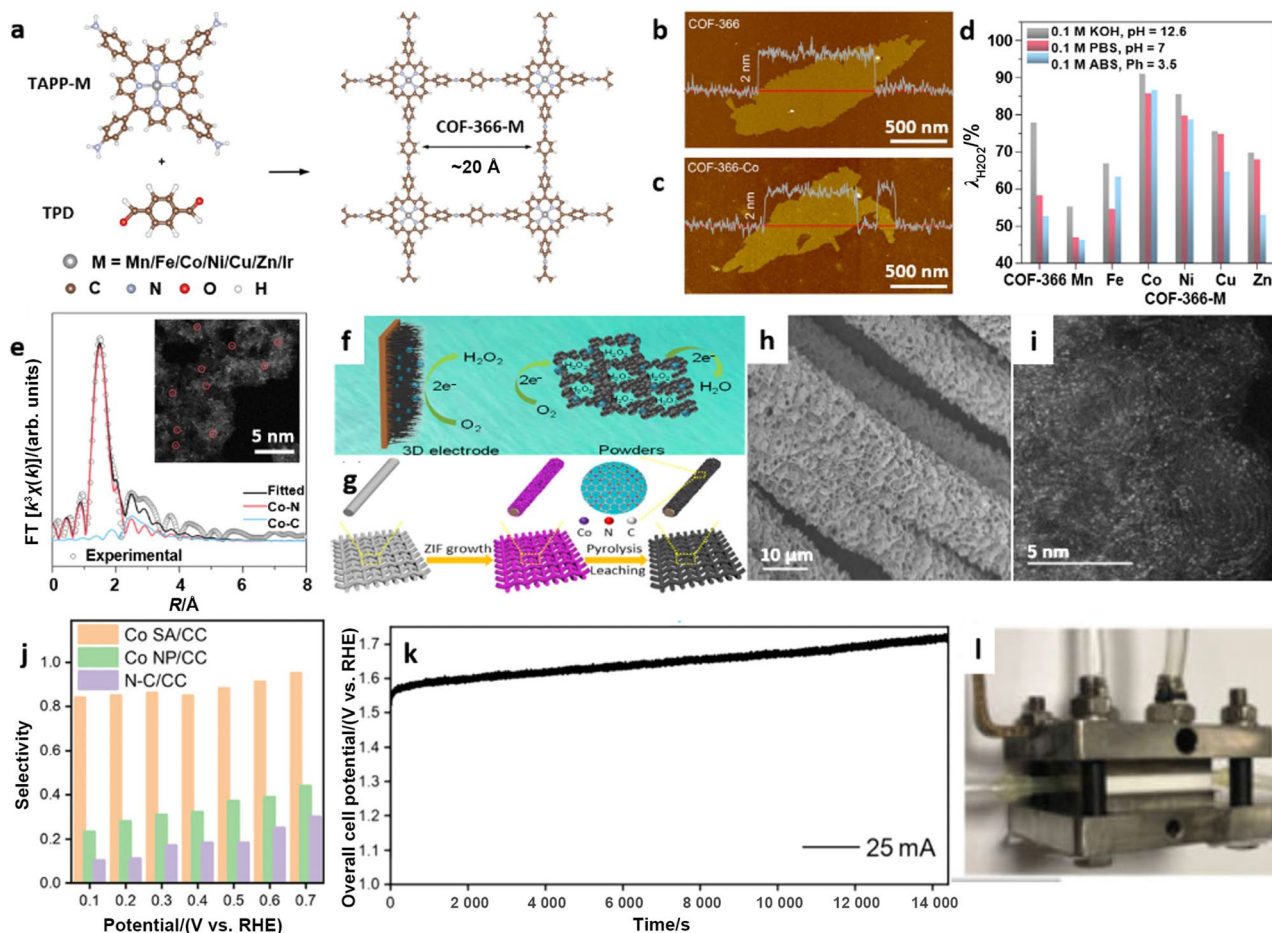 a
TAPP-M
+
TPD
M = Mn/Fe/Co/Ni/Cu/Zn/Ir
C N O H
COF-366-M
~20 Å
b
COF-366
2 nm
500 nm
c
COF-366-Co
2 nm
500 nm
d
0.1 M KOH, pH = 12.6
0.1 M PBS, pH = 7
0.1 M ABS, Ph = 3.5
λH2O2/%
100
90
80
70
60
50
40
COF-366 Mn Fe Co Ni Cu Zn
COF-366-M
e
5 nm
Fitted
Co-N
Co-C
Experimental
FT [k³χ(k)]/(arb. units)
0 2 4 6 8
R/Å
f
H2O2
2e-
O2
3D electrode
2e-
O2
H2O2
H2O2
H2O2
H2O2
H2O2
2e-
H2O
Powders
g
Co N C
ZIF growth
Pyrolysis
Leaching
h
10 μm
i
5 nm
j
Co SA/CC
Co NP/CC
N-C/CC
Selectivity
1.0
0.8
0.6
0.4
0.2
0.0
0.1 0.2 0.3 0.4 0.5 0.6 0.7
Potential/(V vs. RHE)
k
Overall cell potential/(V vs. RHE)
1.7
1.6
1.5
1.4
1.3
1.2
1.1
1.0
25 mA
0 2 000 4 000 6 000 8 000 10 000 12 000 14 000
Time/s
l